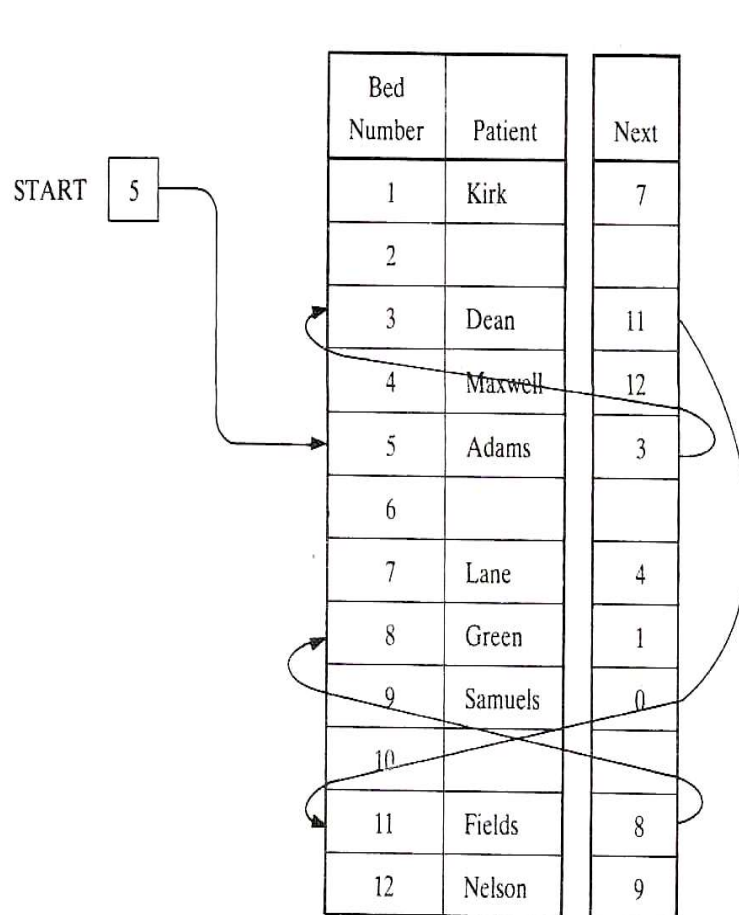 Bed
Number Patient Next
START 5
1 Kirk 7
2
3 Dean 11
4 Maxwell 12
5 Adams 3
6
7 Lane 4
8 Green 1
9 Samuels 0
10
11 Fields 8
12 Nelson 9